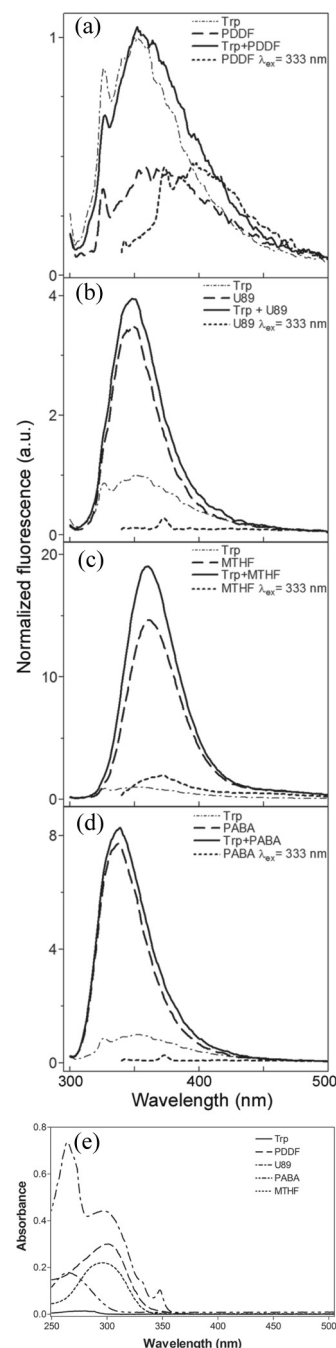 (a)
Trp
PDDF
Trp+PDDF
PDDF λex= 333 nm
1
0
(b)
Trp
U89
Trp + U89
U89 λex= 333 nm
4
2
0
Normalized fluorescence (a.u.)
(c)
Trp
MTHF
Trp+MTHF
MTHF λex= 333 nm
20
10
0
(d)
Trp
PABA
Trp+PABA
PABA λex= 333 nm
8
4
0
300 400 500
Wavelength (nm)
(e)
Trp
PDDF
U89
PABA
MTHF
0.8
0.6
0.4
0.2
0.0
Absorbance
250 300 350 400 450 500
Wavelength (nm)